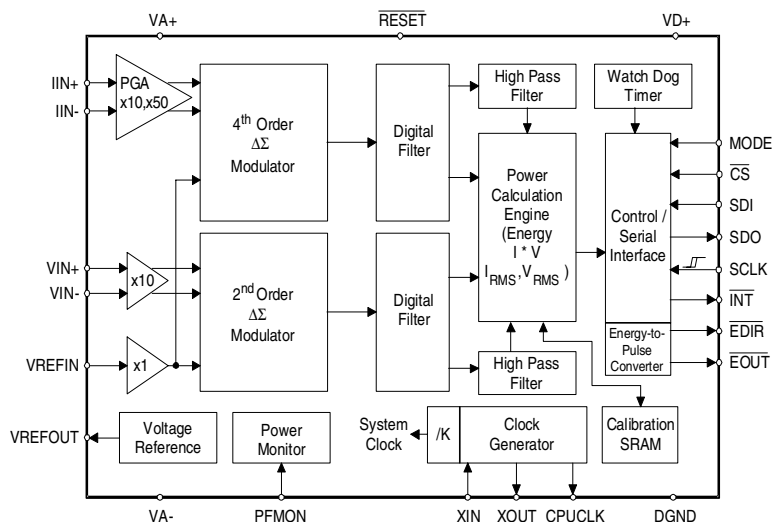 VA+
RESET
VD+
IIN+
IIN-
PGA
x10,x50
4th Order
ΔΣ
Modulator
Digital
Filter
High Pass
Filter
Watch Dog
Timer
Power
Calculation
Engine
(Energy
I * V
IRMS,VRMS )
Control /
Serial
Interface
MODE
CS
SDI
SDO
SCLK
INT
EDIR
EOUT
VIN+
VIN-
x10
2nd Order
ΔΣ
Modulator
Digital
Filter
High Pass
Filter
Energy-to-
Pulse
Converter
VREFIN
x1
VREFOUT
Voltage
Reference
Power
Monitor
System
Clock
/K
Clock
Generator
Calibration
SRAM
VA-
PFMON
XIN
XOUT
CPUCLK
DGND